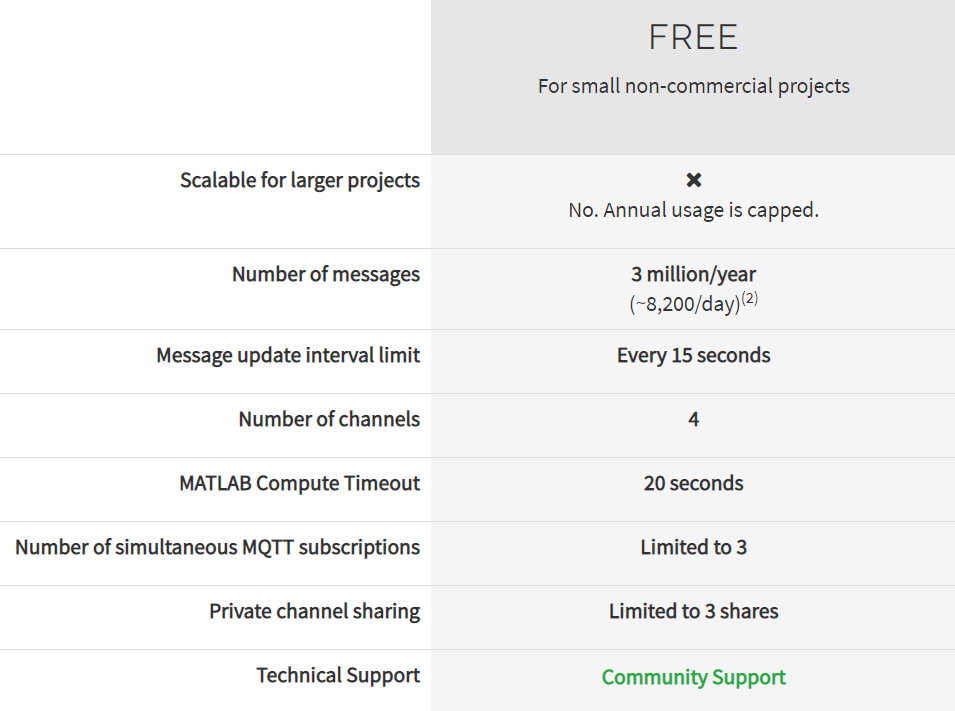 FREE
For small non-commercial projects
Scalable for larger projects
✖
No. Annual usage is capped.
Number of messages
3 million/year
(~8,200/day)(2)
Message update interval limit
Every 15 seconds
Number of channels
4
MATLAB Compute Timeout
20 seconds
Number of simultaneous MQTT subscriptions
Limited to 3
Private channel sharing
Limited to 3 shares
Technical Support
Community Support